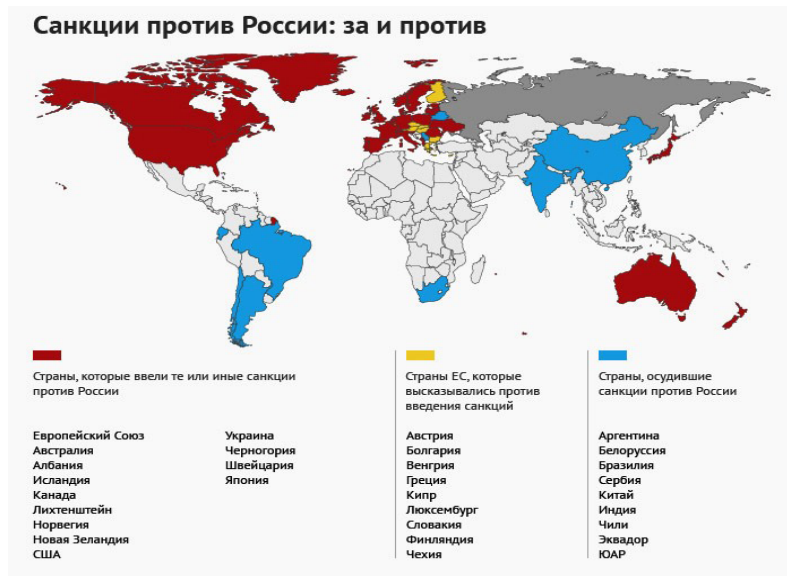 Санкции против России: за и против
Страны, которые ввели те или иные санкции
против России
Европейский Союз
Австралия
Албания
Исландия
Канада
Лихтенштейн
Норвегия
Новая Зеландия
США
Украина
Черногория
Швейцария
Япония
Страны ЕС, которые
высказывались против
введения санкций
Австрия
Болгария
Венгрия
Греция
Кипр
Люксембург
Словакия
Финляндия
Чехия
Страны, осудившие
санкции против России
Аргентина
Белоруссия
Бразилия
Сербия
Китай
Индия
Чили
Эквадор
ЮАР